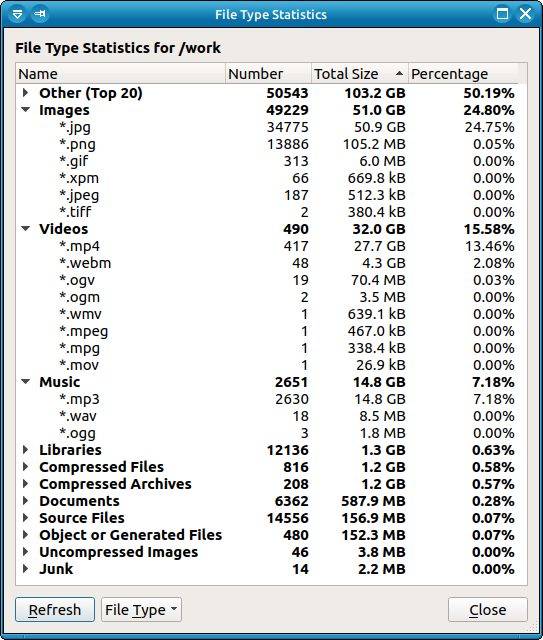 File Type Statistics
File Type Statistics for /work
Name Number Total Size Percentage
Other (Top 20) 50543 103.2 GB 50.19%
Images 49229 51.0 GB 24.80%
*.jpg 34775 50.9 GB 24.75%
*.png 13886 105.2 MB 0.05%
*.gif 313 6.0 MB 0.00%
*.xpm 66 669.8 kB 0.00%
*.jpeg 187 512.3 kB 0.00%
*.tiff 2 380.4 kB 0.00%
Videos 490 32.0 GB 15.58%
*.mp4 417 27.7 GB 13.46%
*.webm 48 4.3 GB 2.08%
*.ogv 19 70.4 MB 0.03%
*.ogm 2 3.5 MB 0.00%
*.wmv 1 639.1 kB 0.00%
*.mpeg 1 467.0 kB 0.00%
*.mpg 1 338.4 kB 0.00%
*.mov 1 26.9 kB 0.00%
Music 2651 14.8 GB 7.18%
*.mp3 2630 14.8 GB 7.18%
*.wav 18 8.5 MB 0.00%
*.ogg 3 1.8 MB 0.00%
Libraries 12136 1.3 GB 0.63%
Compressed Files 816 1.2 GB 0.58%
Compressed Archives 208 1.2 GB 0.57%
Documents 6362 587.9 MB 0.28%
Source Files 14556 156.9 MB 0.07%
Object or Generated Files 480 152.3 MB 0.07%
Uncompressed Images 46 3.8 MB 0.00%
Junk 14 2.2 MB 0.00%
Refresh File Type Close